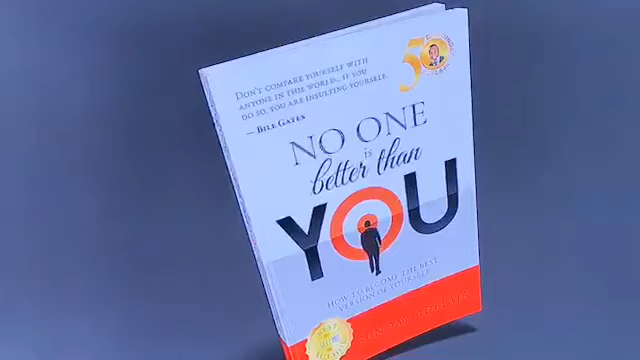 DON'T COMPARE YOURSELF WITH
ANYONE IN THIS WORLD... IF YOU
DO SO, YOU ARE INSULTING YOURSELF.
— BILL GATES
50
NO ONE
is
better than
YOU
HOW TO BECOME THE BEST
VERSION OF YOURSELF